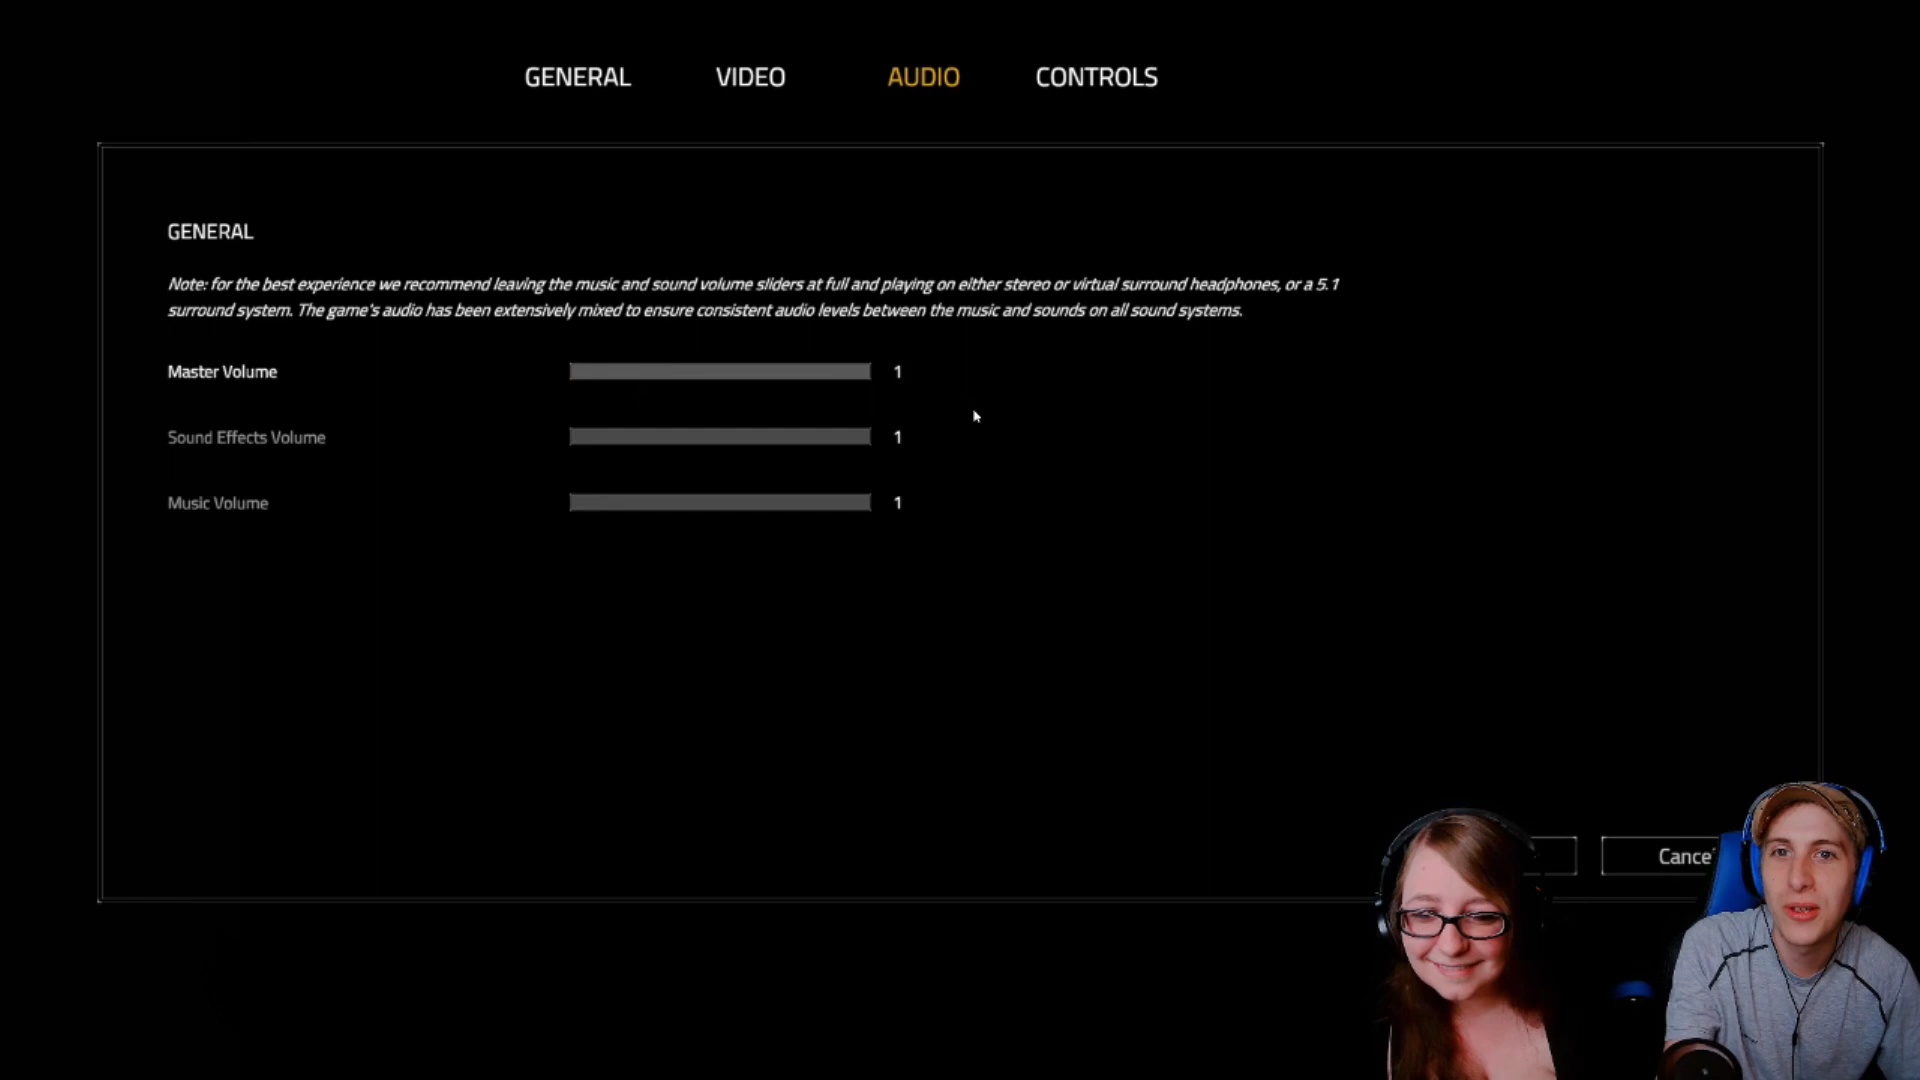 GENERAL VIDEO AUDIO CONTROLS
GENERAL
Note: for the best experience we recommend leaving the music and sound volume sliders at full and playing on either stereo or virtual surround headphones, or a 5.1
surround system. The game's audio has been extensively mixed to ensure consistent audio levels between the music and sounds on all sound systems.
Master Volume 1
Sound Effects Volume 1
Music Volume 1
Cance